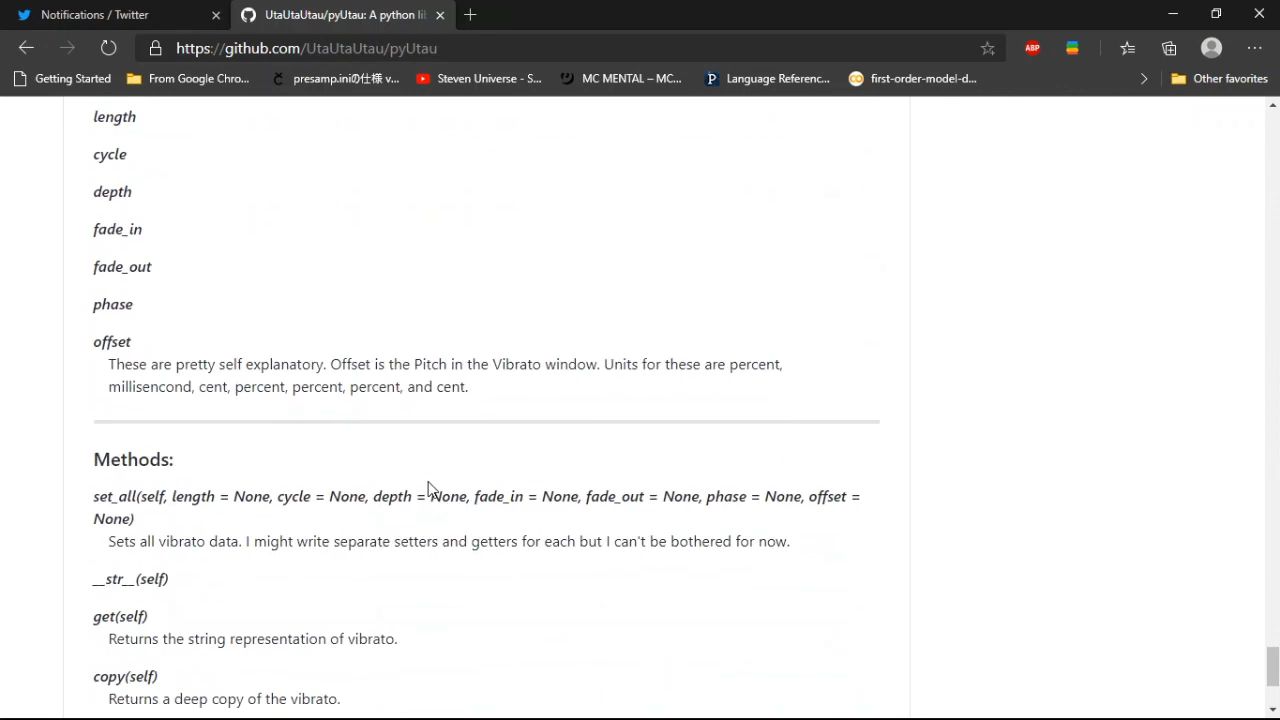 Notifications / Twitter
UtaUtaUtau/pyUtau: A python li
https://github.com/UtaUtaUtau/pyUtau
ABP
Getting Started
From Google Chro...
presamp.iniの仕様 v...
Steven Universe - S...
MC MENTAL – MC...
Language Referenc...
first-order-model-d...
Other favorites
length
cycle
depth
fade_in
fade_out
phase
offset
These are pretty self explanatory. Offset is the Pitch in the Vibrato window. Units for these are percent,
millisencond, cent, percent, percent, percent, and cent.
Methods:
set_all(self, length = None, cycle = None, depth = None, fade_in = None, fade_out = None, phase = None, offset =
None)
Sets all vibrato data. I might write separate setters and getters for each but I can't be bothered for now.
__str__(self)
get(self)
Returns the string representation of vibrato.
copy(self)
Returns a deep copy of the vibrato.